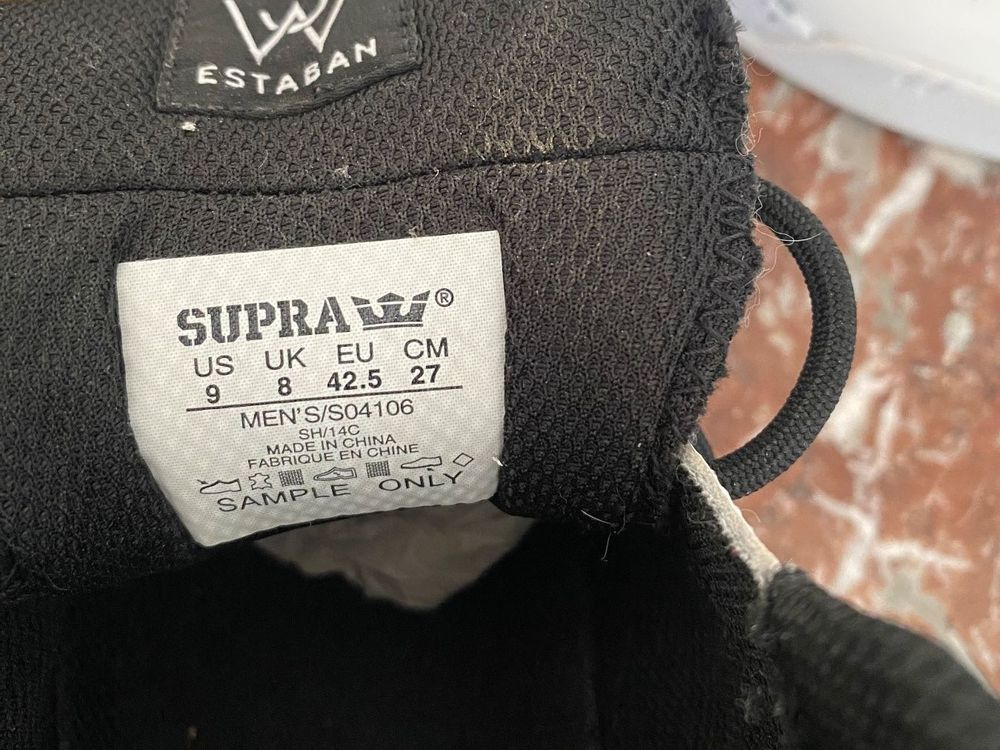 ESTABAN
SUPRA®
US UK EU CM
9 8 42.5 27
MEN'S/S04106
SH/14C
MADE IN CHINA
FABRIQUE EN CHINE
SAMPLE ONLY